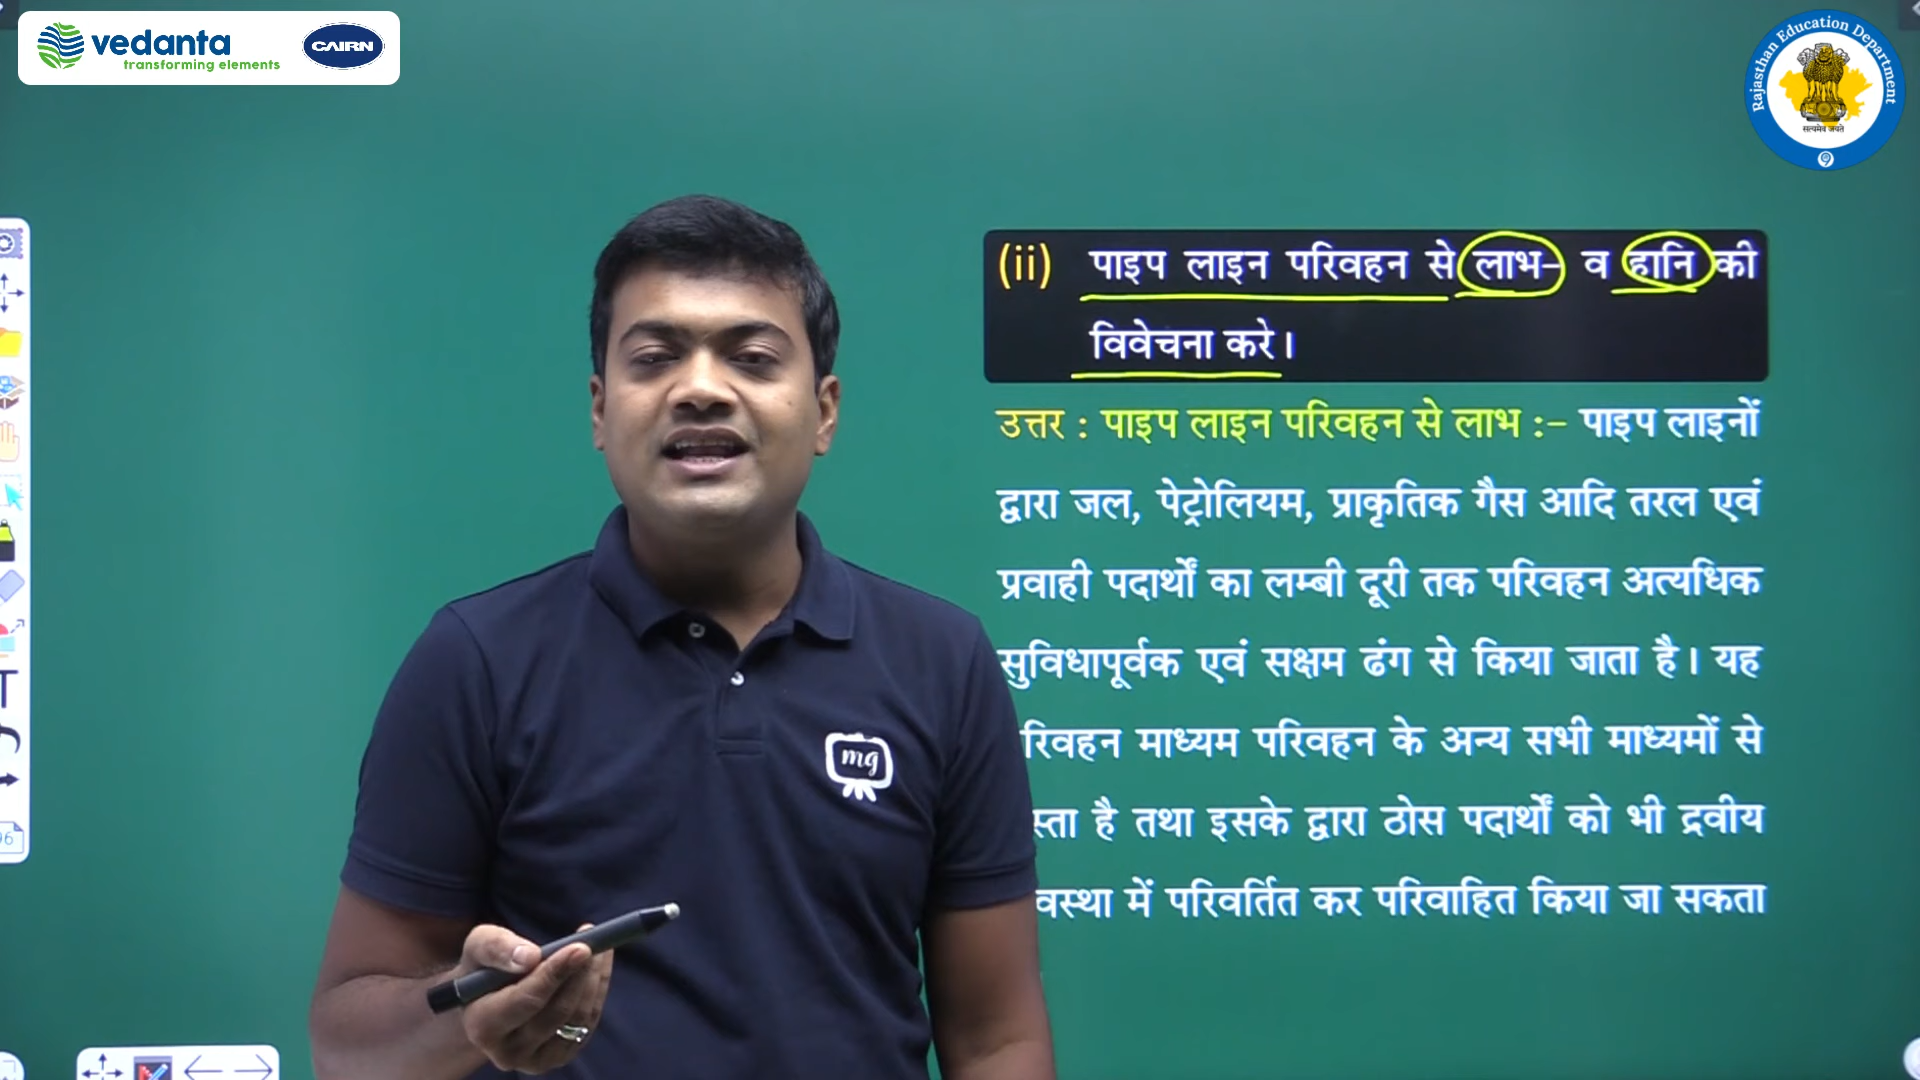 vedanta
transforming elements
CAIRN
Rajasthan Education Department
सत्यमेव जयते
(ii) पाइप लाइन परिवहन से लाभ- व हानि की
विवेचना करे।
उत्तर : पाइप लाइन परिवहन से लाभ :– पाइप लाइनों
द्वारा जल, पेट्रोलियम, प्राकृतिक गैस आदि तरल एवं
प्रवाही पदार्थों का लम्बी दूरी तक परिवहन अत्यधिक
सुविधापूर्वक एवं सक्षम ढंग से किया जाता है। यह
रिवहन माध्यम परिवहन के अन्य सभी माध्यमों से
स्ता है तथा इसके द्वारा ठोस पदार्थों को भी द्रवीय
वस्था में परिवर्तित कर परिवाहित किया जा सकता
mg